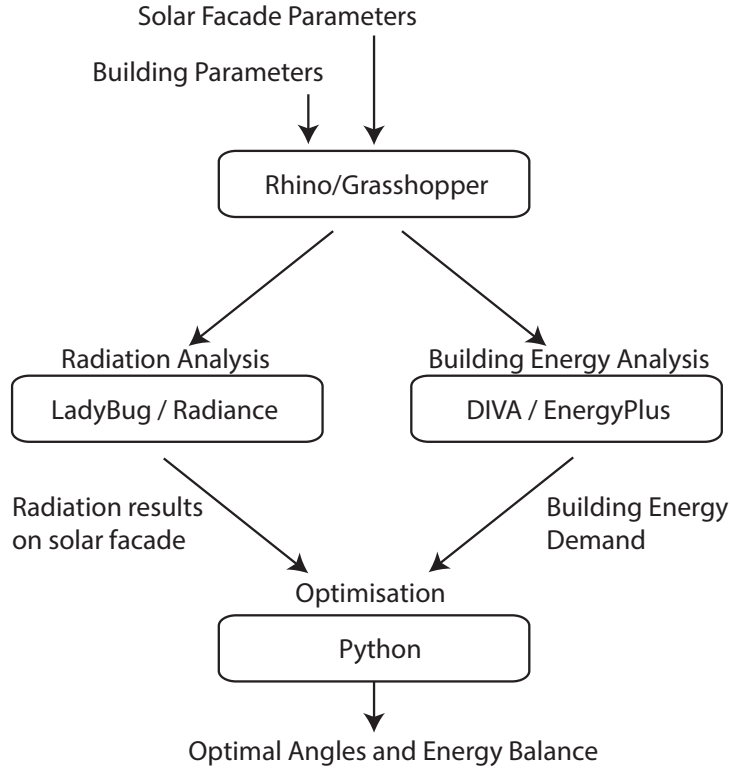 Solar Facade Parameters
Building Parameters
Rhino/Grasshopper
Radiation Analysis
LadyBug / Radiance
Building Energy Analysis
DIVA / EnergyPlus
Radiation results
on solar facade
Building Energy
Demand
Optimisation
Python
Optimal Angles and Energy Balance